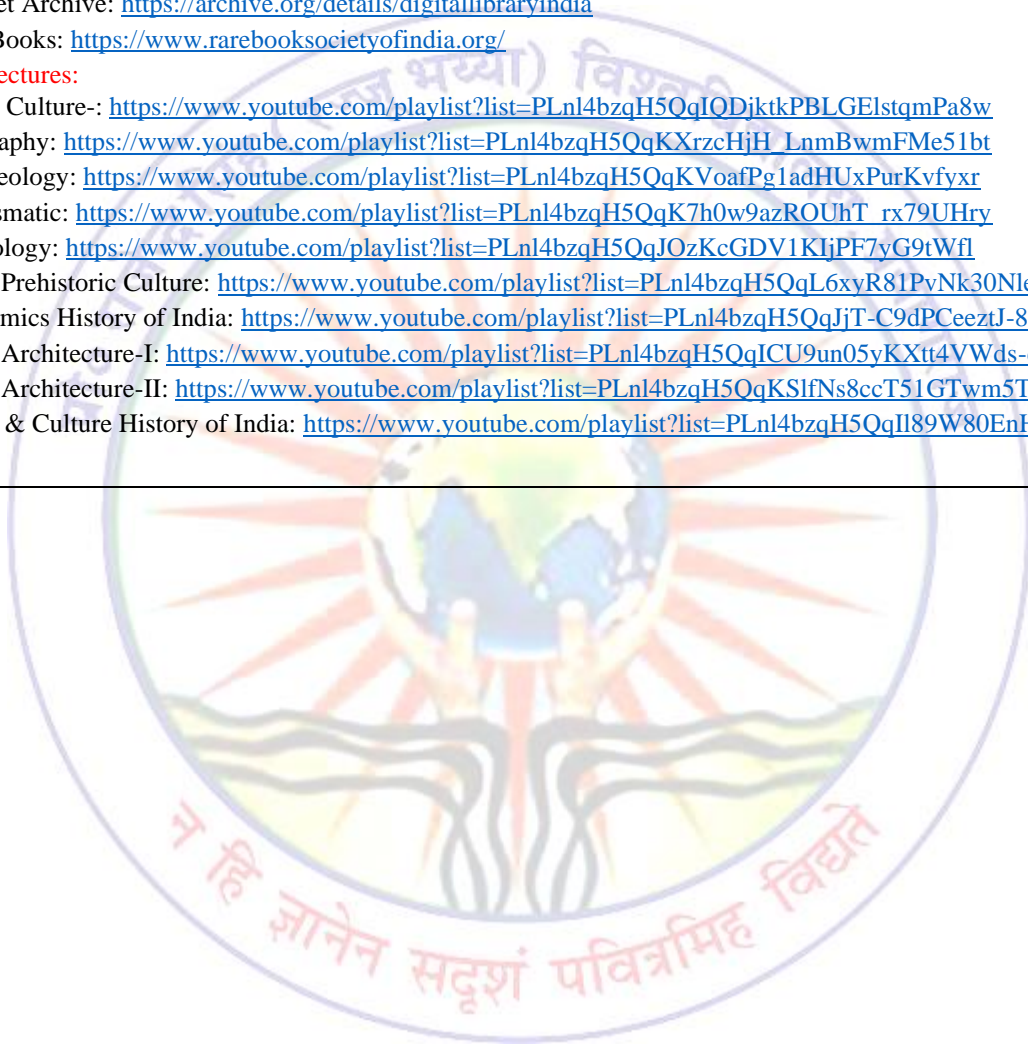 et Archive: https://archive.org/details/digitallibraryindia
Books: https://www.rarebooksocietyofindia.org/
ectures:
Culture-: https://www.youtube.com/playlist?list=PLnl4bzqH5QqIQDjktkPBLGElstqmPa8w
aphy: https://www.youtube.com/playlist?list=PLnl4bzqH5QqKXrzcHjH_LnmBwmFMe51bt
eology: https://www.youtube.com/playlist?list=PLnl4bzqH5QqKVoafPg1adHUxPurKvfyxr
smatic: https://www.youtube.com/playlist?list=PLnl4bzqH5QqK7h0w9azROUhT_rx79UHry
ology: https://www.youtube.com/playlist?list=PLnl4bzqH5QqJOzKcGDV1KIjPF7yG9tWfl
Prehistoric Culture: https://www.youtube.com/playlist?list=PLnl4bzqH5QqL6xyR81PvNk30Nle
mics History of India: https://www.youtube.com/playlist?list=PLnl4bzqH5QqJjT-C9dPCeeztJ-8
Architecture-I: https://www.youtube.com/playlist?list=PLnl4bzqH5QqICU9un05yKXtt4VWds-
Architecture-II: https://www.youtube.com/playlist?list=PLnl4bzqH5QqKSlfNs8ccT51GTwm5T
& Culture History of India: https://www.youtube.com/playlist?list=PLnl4bzqH5QqIl89W80EnH
न हि ज्ञानेन सदृशं पवित्रमिह विद्यते